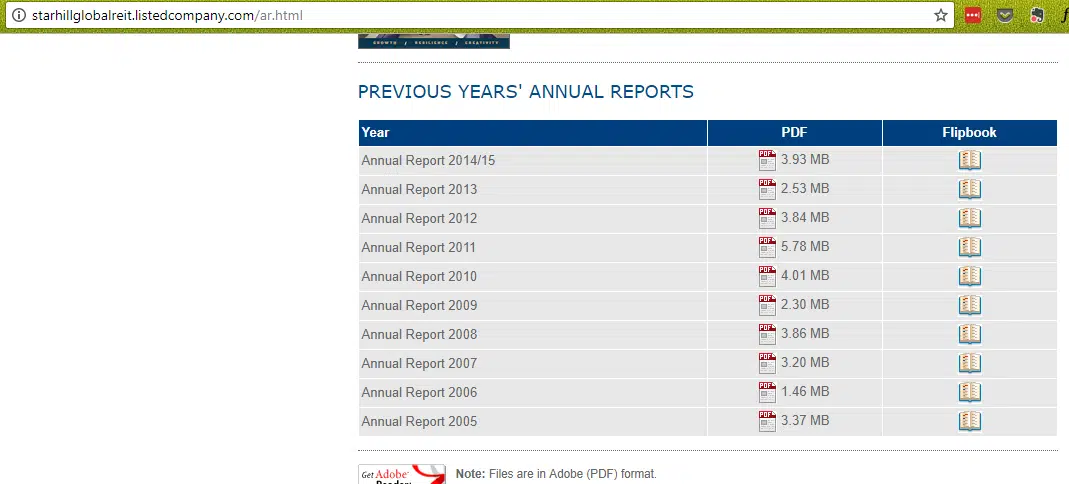 starhillglobalreit.listedcompany.com/ar.html
GROWTH / RESILIENCE / CREATIVITY
PREVIOUS YEARS' ANNUAL REPORTS
Year PDF Flipbook
Annual Report 2014/15 PDF 3.93 MB
Annual Report 2013 PDF 2.53 MB
Annual Report 2012 PDF 3.84 MB
Annual Report 2011 PDF 5.78 MB
Annual Report 2010 PDF 4.01 MB
Annual Report 2009 PDF 2.30 MB
Annual Report 2008 PDF 3.86 MB
Annual Report 2007 PDF 3.20 MB
Annual Report 2006 PDF 1.46 MB
Annual Report 2005 PDF 3.37 MB
Get Adobe Note: Files are in Adobe (PDF) format.
Reader